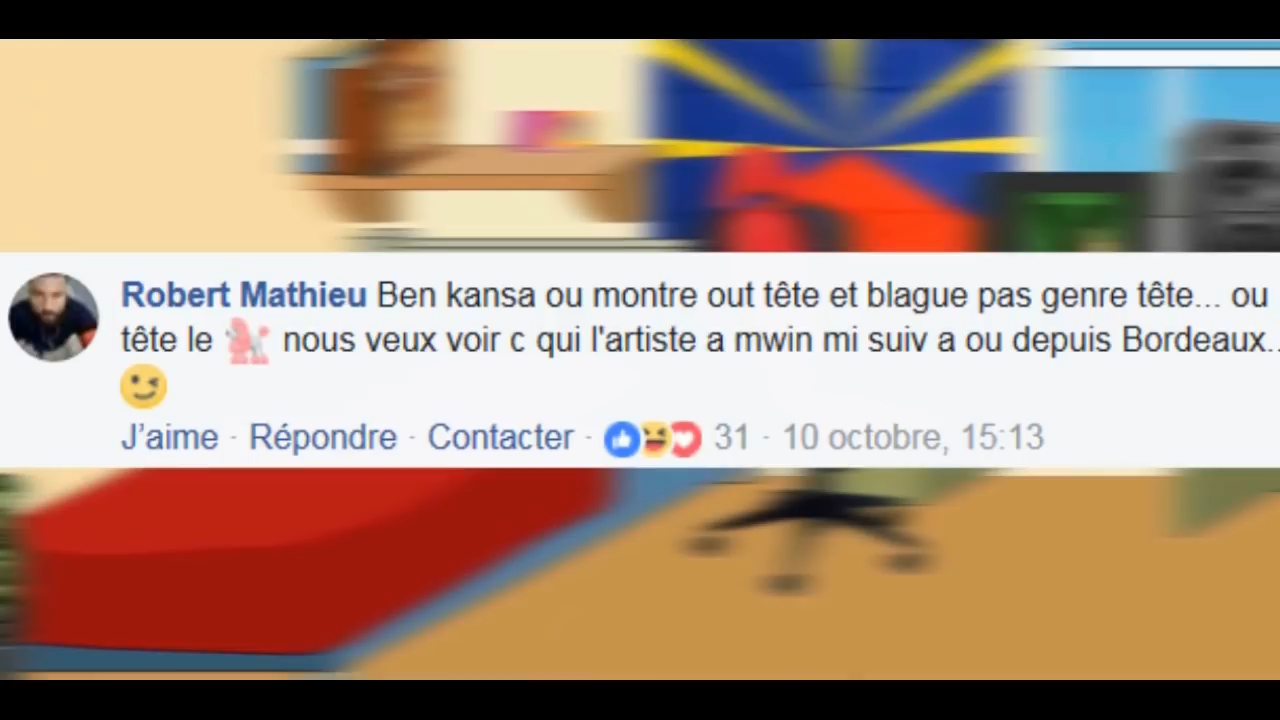 Robert Mathieu Ben kansa ou montre out tête et blague pas genre tête... ou
tête le 🐩 nous veux voir c qui l'artiste a mwin mi suiv a ou depuis Bordeaux..
😉
J'aime · Répondre · Contacter · 31 · 10 octobre, 15:13